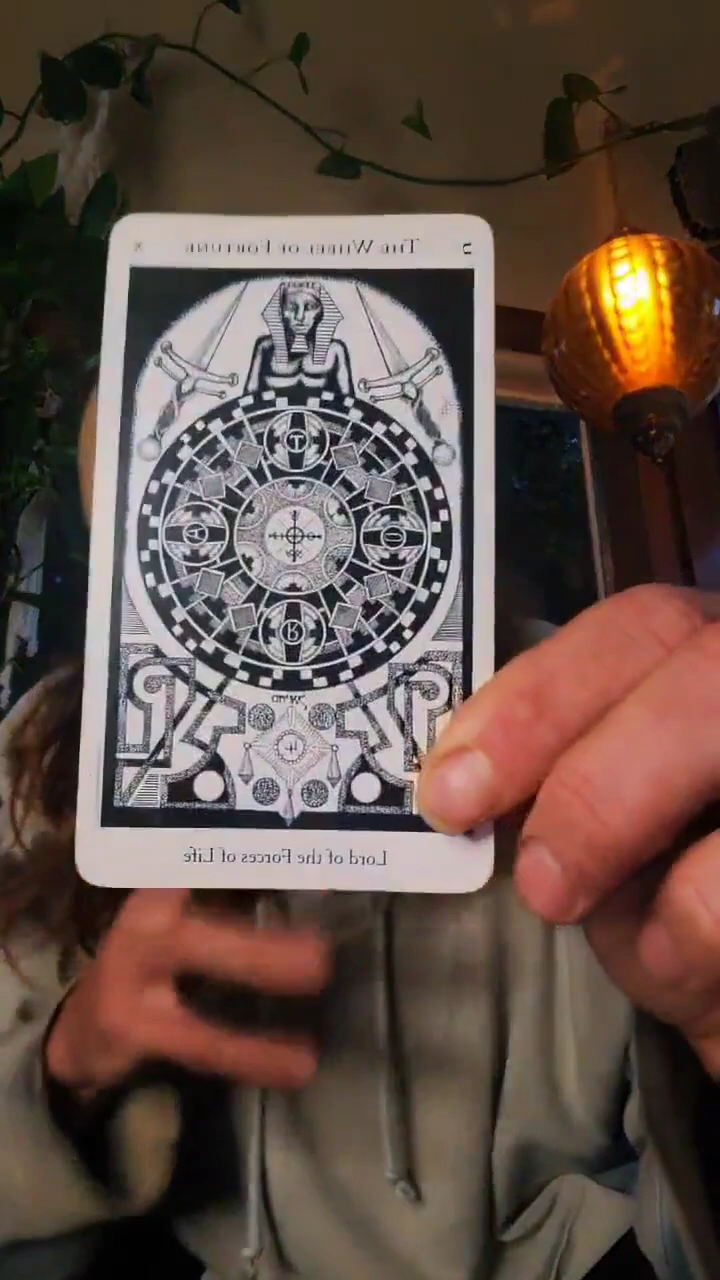 כ THE WHEEL OF FORTUNE X
T
O A
R
Lord of the Forces of Life